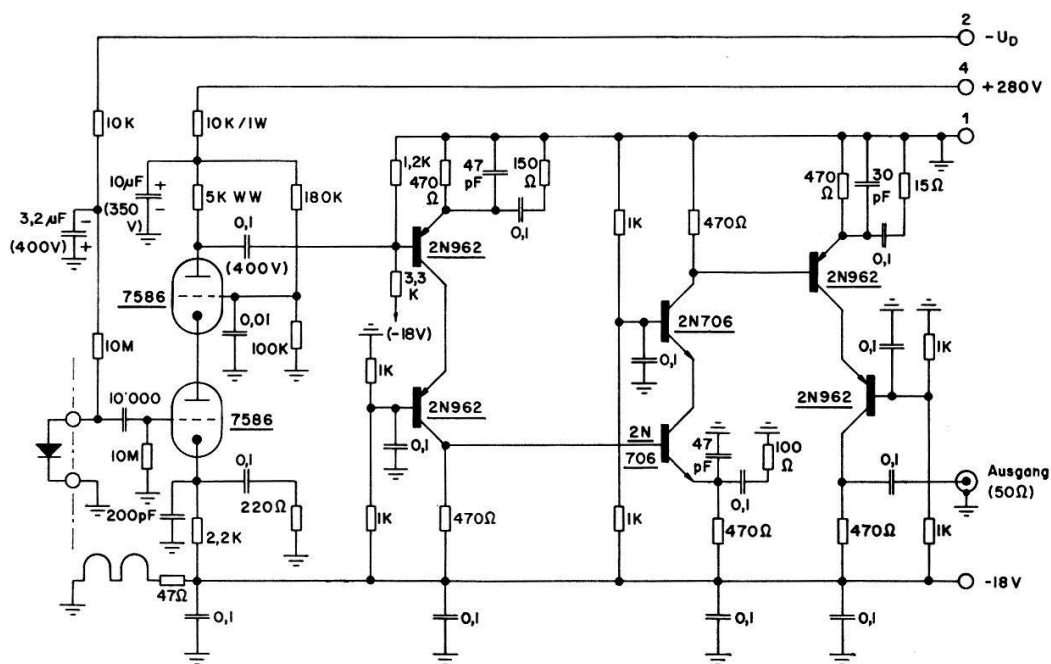 2
-U_D
4
+280V
1
10K
10K/1W
10µF
+
-
(350
V)
5K WW
180K
3,2µF
-
+
(400V)
0,1
(400V)
1,2K
470
Ω
47
pF
150
Ω
0,1
2N962
3,3
K
(-18V)
7586
0,01
100K
10M
10'000
7586
10M
0,1
220Ω
200pF
2,2K
47Ω
0,1
1K
2N962
0,1
1K
470Ω
0,1
1K
470Ω
2N706
0,1
2N
706
47
pF
100
Ω
0,1
1K
470Ω
0,1
470
Ω
30
pF
15Ω
0,1
2N962
0,1
1K
2N962
0,1
Ausgang
(50Ω)
470Ω
1K
-18V
0,1